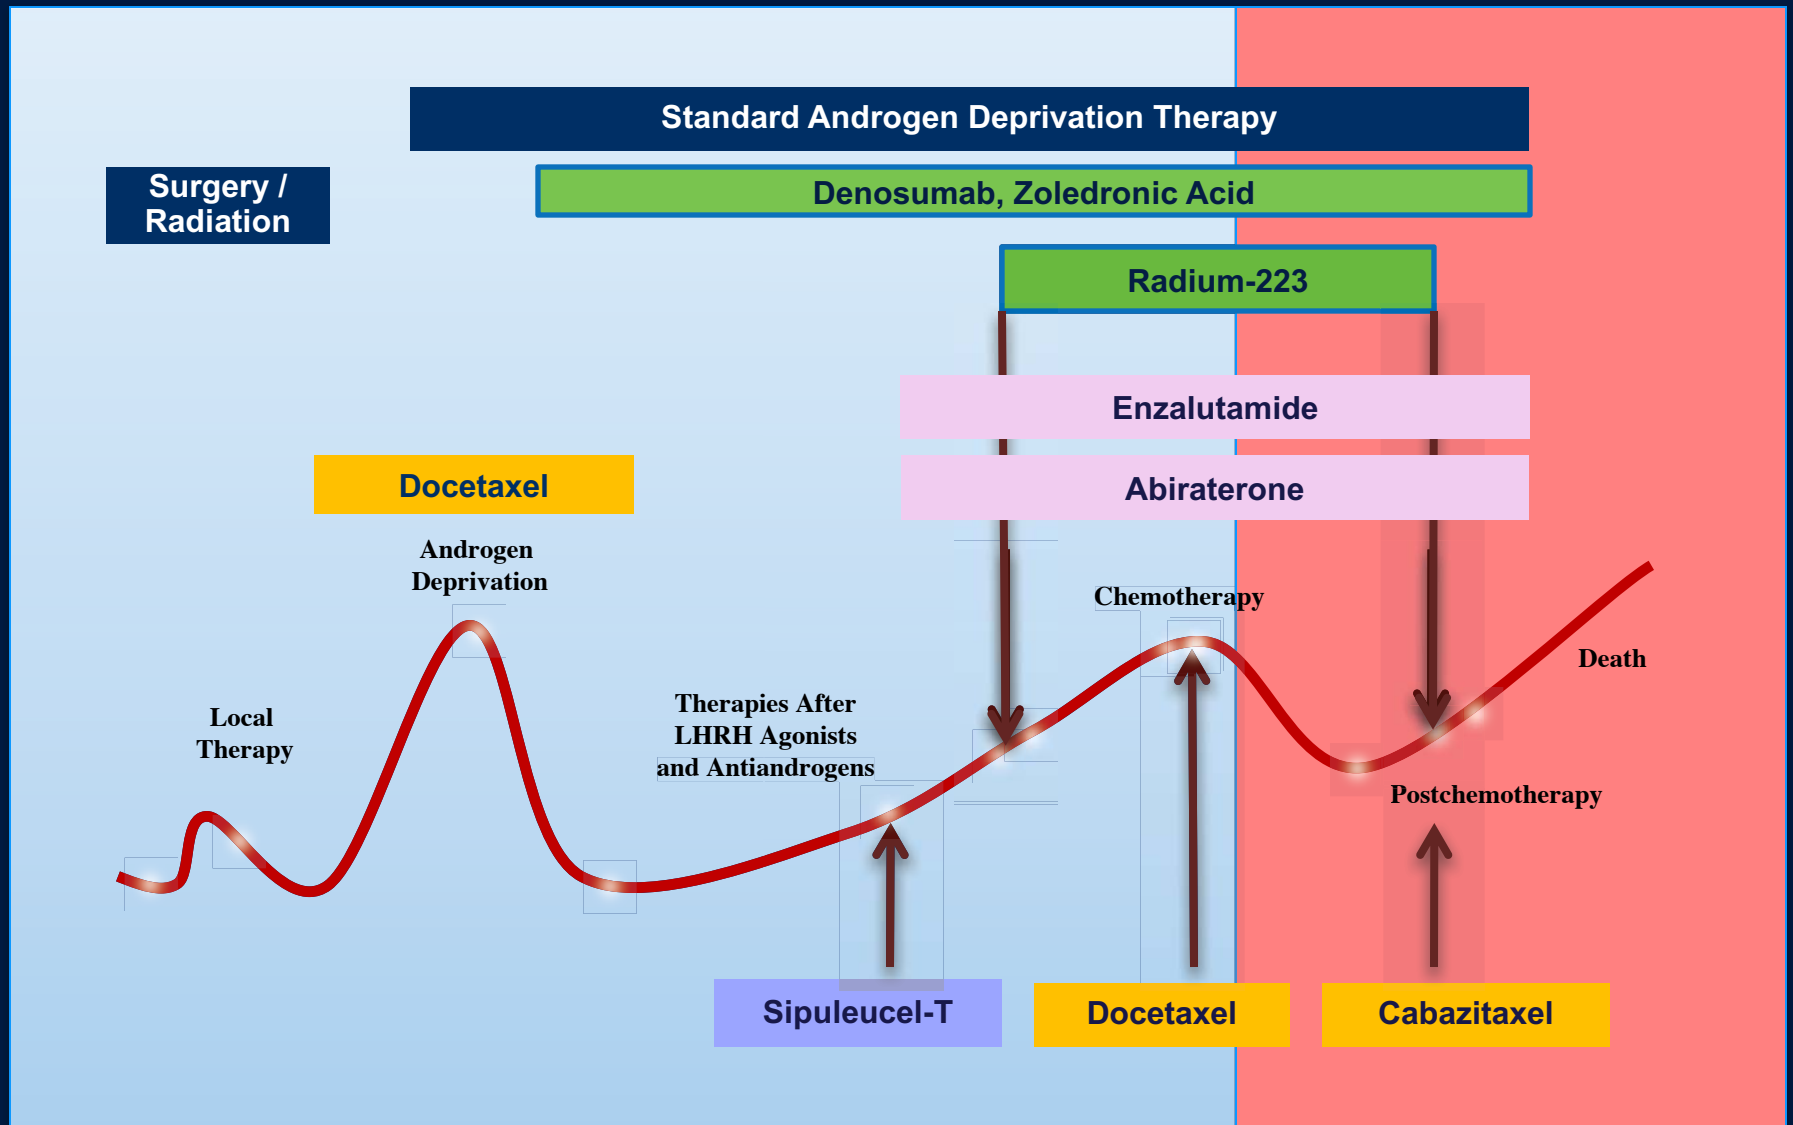 Standard Androgen Deprivation Therapy
Surgery /
Radiation
Denosumab, Zoledronic Acid
Radium-223
Enzalutamide
Docetaxel
Abiraterone
Androgen
Deprivation
Chemotherapy
Death
Local
Therapy
Therapies After
LHRH Agonists
and Antiandrogens
Postchemotherapy
Sipuleucel-T
Docetaxel
Cabazitaxel